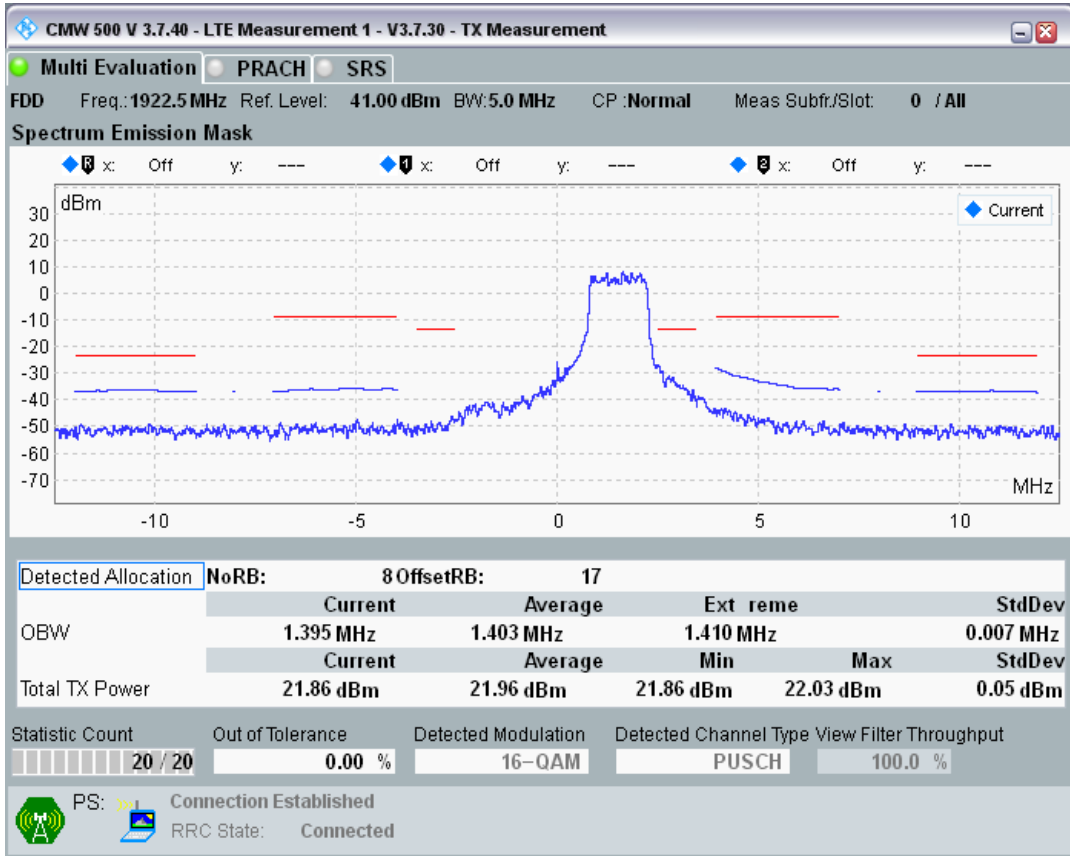 CMW 500 V 3.7.40 - LTE Measurement 1 - V3.7.30 - TX Measurement
Multi Evaluation PRACH SRS
FDD Freq.: 1922.5 MHz Ref. Level: 41.00 dBm BW: 5.0 MHz CP : Normal Meas Subfr./Slot: 0 / All
Spectrum Emission Mask
R x: Off y: --- 1 x: Off y: --- 2 x: Off y: ---
dBm
Current
30
20
10
0
-10
-20
-30
-40
-50
-60
-70
MHz
-10 -5 0 5 10
Detected Allocation NoRB: 8 OffsetRB: 17
Current Average Ext reme StdDev
OBW 1.395 MHz 1.403 MHz 1.410 MHz 0.007 MHz
Current Average Min Max StdDev
Total TX Power 21.86 dBm 21.96 dBm 21.86 dBm 22.03 dBm 0.05 dBm
Statistic Count Out of Tolerance Detected Modulation Detected Channel Type View Filter Throughput
20 / 20 0.00 % 16-QAM PUSCH 100.0 %
PS: Connection Established
RRC State: Connected